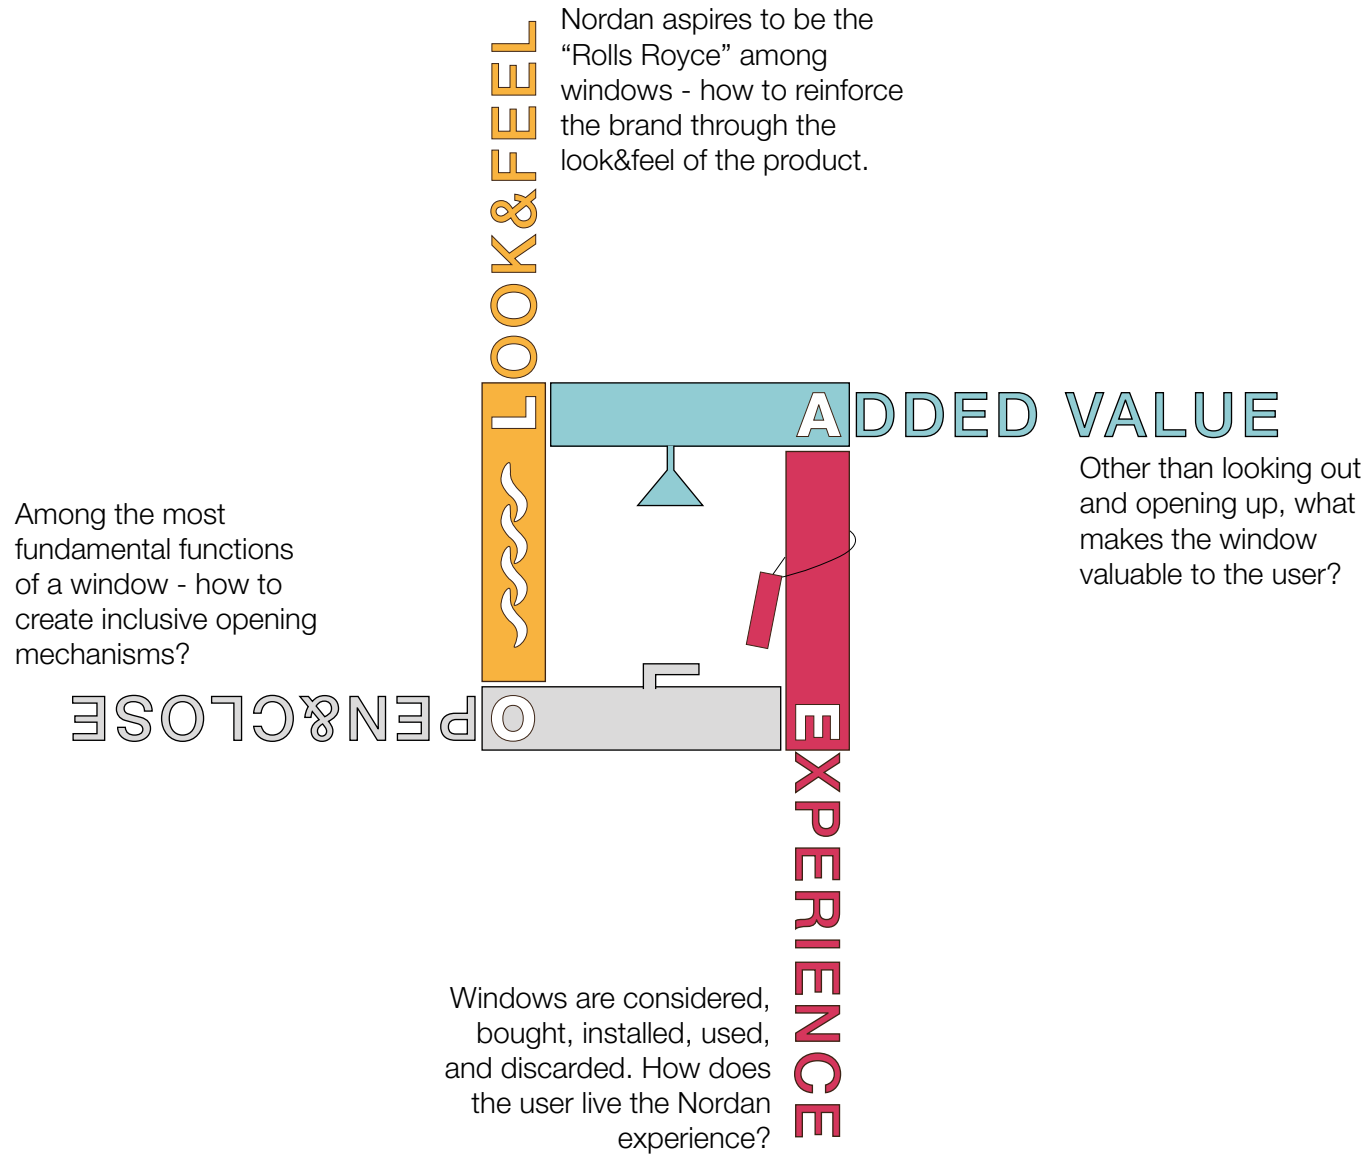 LOOK&FEEL
Nordan aspires to be the
“Rolls Royce” among
windows - how to reinforce
the brand through the
look&feel of the product.
ADDED VALUE
Other than looking out
and opening up, what
makes the window
valuable to the user?
Among the most
fundamental functions
of a window - how to
create inclusive opening
mechanisms?
OPEN&CLOSE
EXPERIENCE
Windows are considered,
bought, installed, used,
and discarded. How does
the user live the Nordan
experience?